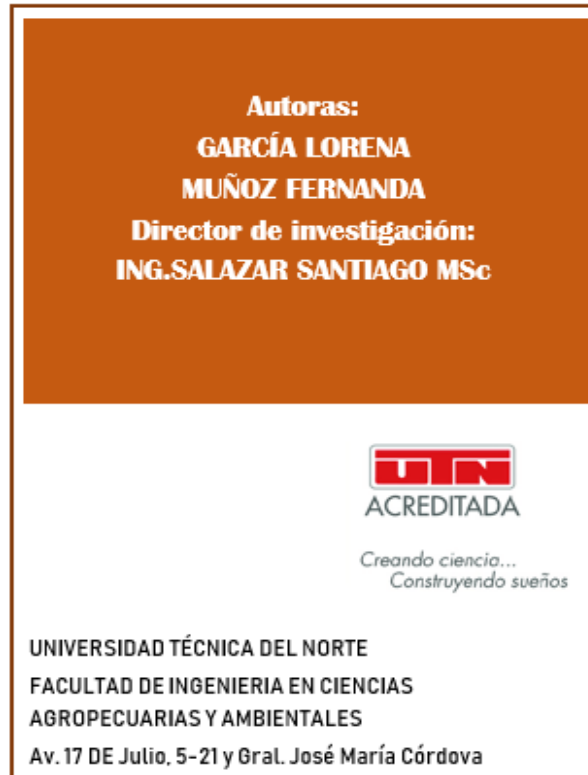 Autoras:
GARCÍA LORENA
MUÑOZ FERNANDA
Director de investigación:
ING.SALAZAR SANTIAGO MSc
UTN
ACREDITADA
Creando ciencia...
Construyendo sueños
UNIVERSIDAD TÉCNICA DEL NORTE
FACULTAD DE INGENIERIA EN CIENCIAS
AGROPECUARIAS Y AMBIENTALES
Av. 17 DE Julio, 5-21 y Gral. José María Córdova